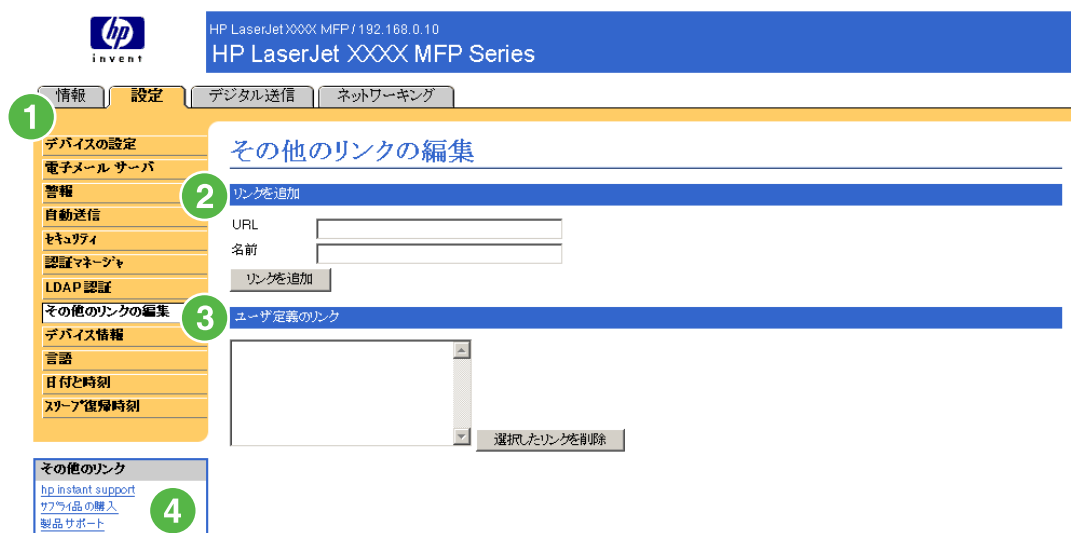 hp
invent
HP LaserJet XXXX MFP / 192.168.0.10
HP LaserJet XXXX MFP Series
情報 設定 デジタル送信 ネットワーキング
1
デバイスの設定
電子メール サーバ
警報
自動送信
セキュリティ
認証マネージャ
LDAP 認証
その他のリンクの編集
デバイス情報
言語
日付と時刻
スリープ復帰時刻
その他のリンクの編集
2
リンクを追加
URL
名前
リンクを追加
3
ユーザ定義のリンク
選択したリンクを削除
その他のリンク
hp instant support
サプライ品の購入
製品サポート
4